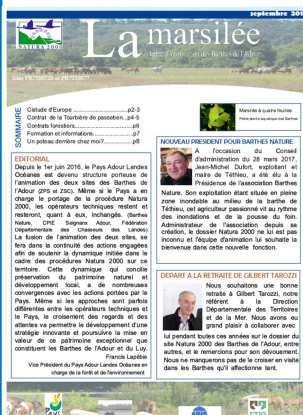 septembre 201
La marsilée
Lettre d'information des Barthes de l'Adour
NATURA 2000
Sites FR7200720 et FR7210077
SOMMAIRE
Cistude d'Europe ..........................p2-3
Contrat de la Tourbière de passeben..p4-5
Contrats forestiers........................p6
Formation et informations...............p7
Un poteau derrière chez moi?...........p8
Marsilée à quatre feuilles
Petite plante aquatique des Barthes
EDITORIAL
Depuis le 1er juin 2016, le Pays Adour Landes
Océanes est devenu structure porteuse de
l'animation des deux sites des Barthes de
l'Adour (ZPS et ZSC). Même si le Pays a en
charge le portage de la procédure Natura
2000, les opérateurs techniques restent et
resteront, quant à eux, inchangés. (Barthes
Nature, CPIE Seignanx Adour, Fédération
Départementale des Chasseurs des Landes)
La fusion de l'animation des deux sites, se
fera dans la continuité des actions engagées
afin de soutenir la dynamique initiée dans le
cadre des procédures Natura 2000 sur ce
territoire. Cette dynamique qui concilie
préservation du patrimoine naturel et
développement local, a de nombreuses
convergences avec les actions portées par le
Pays. Même si les approches sont parfois
différentes entre les opérateurs techniques et
le Pays, le croisement des regards et des
attentes va permettre le développement d'une
stratégie innovante et poursuivre la mise en
valeur de ce patrimoine exceptionnel que
constituent les Barthes de l'Adour et du Luy.
Francis Lapébie
Vice Président du Pays Adour Landes Océanes en
charge de la forêt et de l'environnement
NOUVEAU PRESIDENT POUR BARTHES NATURE
A l'occasion du Conseil
d'administration du 28 mars 2017,
Jean-Michel Dufort, exploitant et
maire de Téthieu, a été élu à la
Présidence de l'association Barthes
Nature. Son exploitation étant située en pleine
zone inondable au milieu de la barthe de
Téthieu, cet agriculteur passionné vit au rythme
des inondations et de la pousse du foin.
Administrateur de l'association depuis sa
création, le dossier Natura 2000 ne lui est pas
inconnu et l'équipe d'animation lui souhaite la
bienvenue dans cette nouvelle fonction.
DEPART A LA RETRAITE DE GILBERT TAROZZI
Nous souhaitons une bonne
retraite à Gilbert Tarozzi, notre
référent à la Direction
Départementale des Territoires
et de la Mer. Nous avons eu
grand plaisir à collaborer avec
lui pendant toutes ces années sur le dossier du
site Natura 2000 des Barthes de l'Adour, entre
autres, et le remercions pour son dévouement.
Nous ne manquerons pas de le croiser en visite
dans les Barthes qu'il affectionne tant.